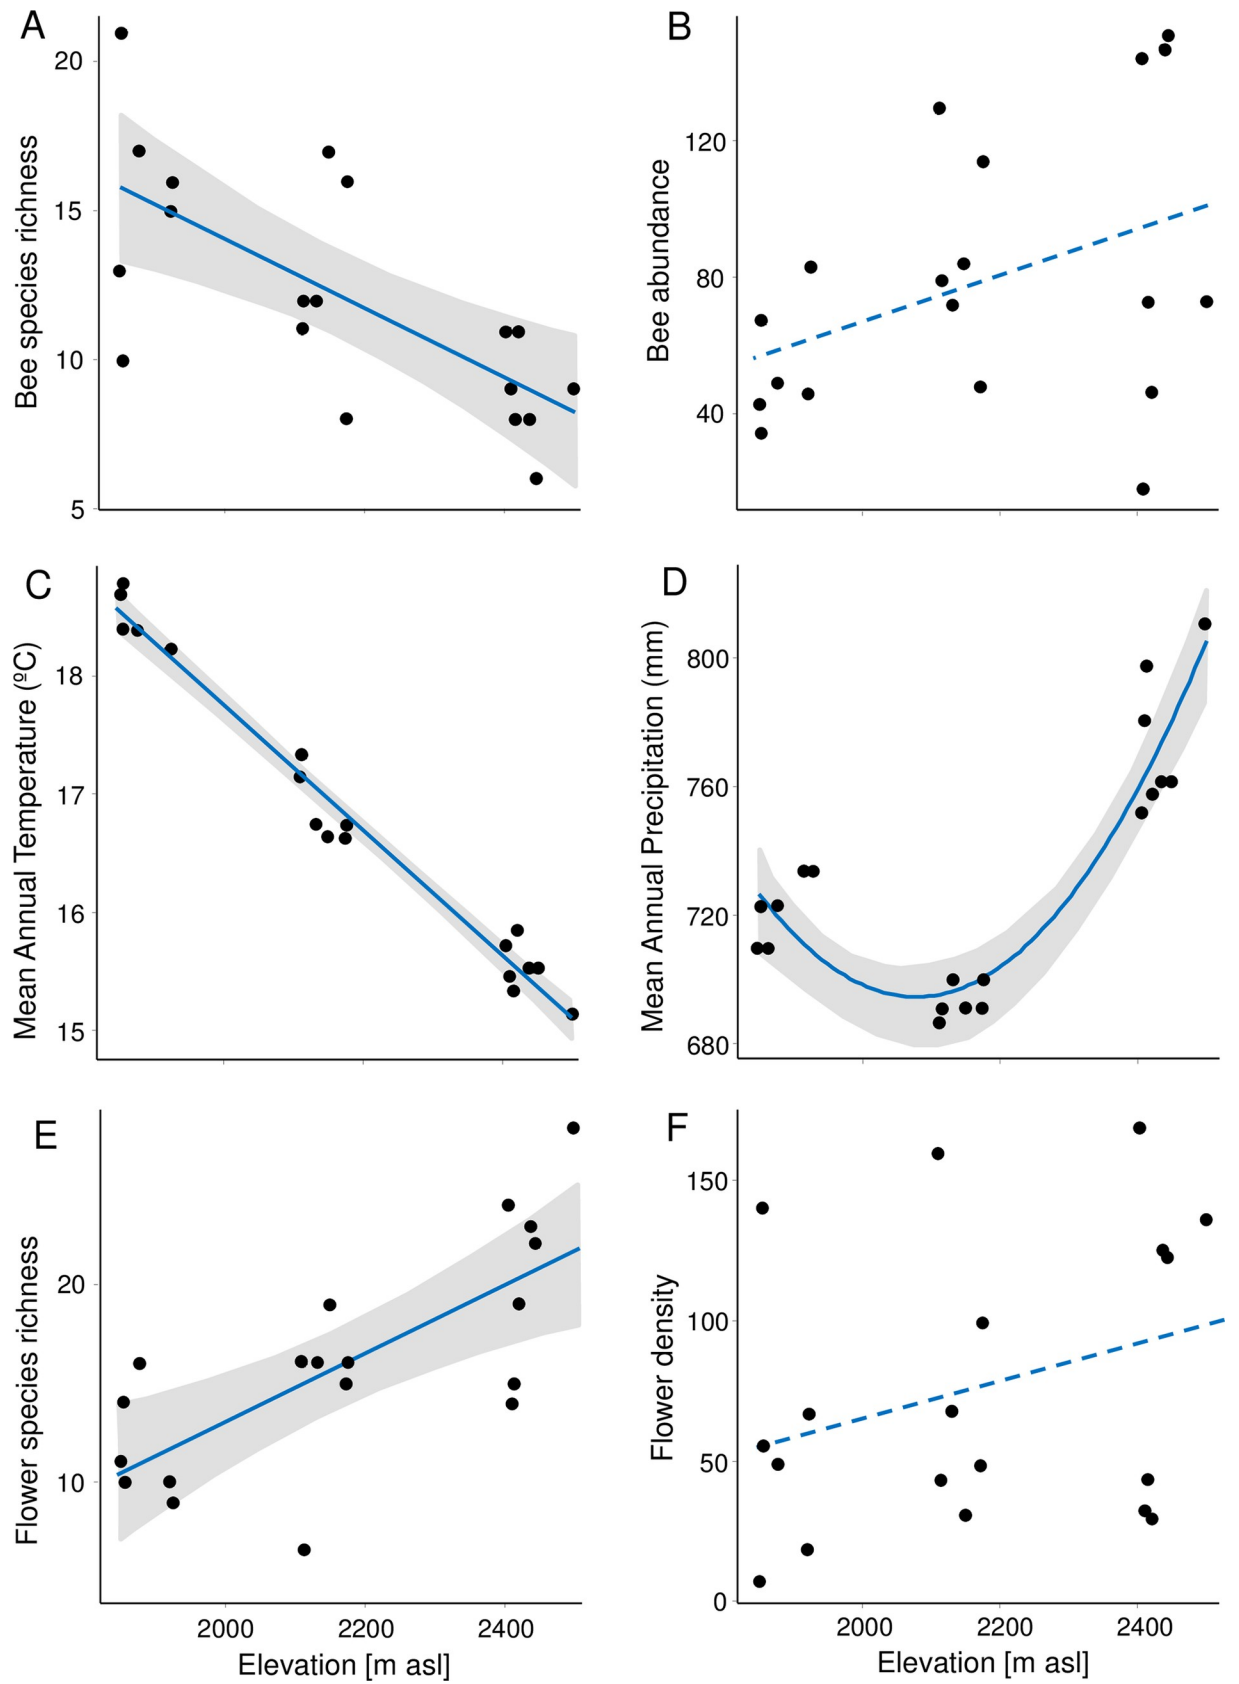 A
Bee species richness
20
15
10
5
B
Bee abundance
120
80
40
C
Mean Annual Temperature (ºC)
18
17
16
15
D
Mean Annual Precipitation (mm)
800
760
720
680
E
Flower species richness
20
10
2000 2200 2400
Elevation [m asl]
F
Flower density
150
100
50
0
2000 2200 2400
Elevation [m asl]